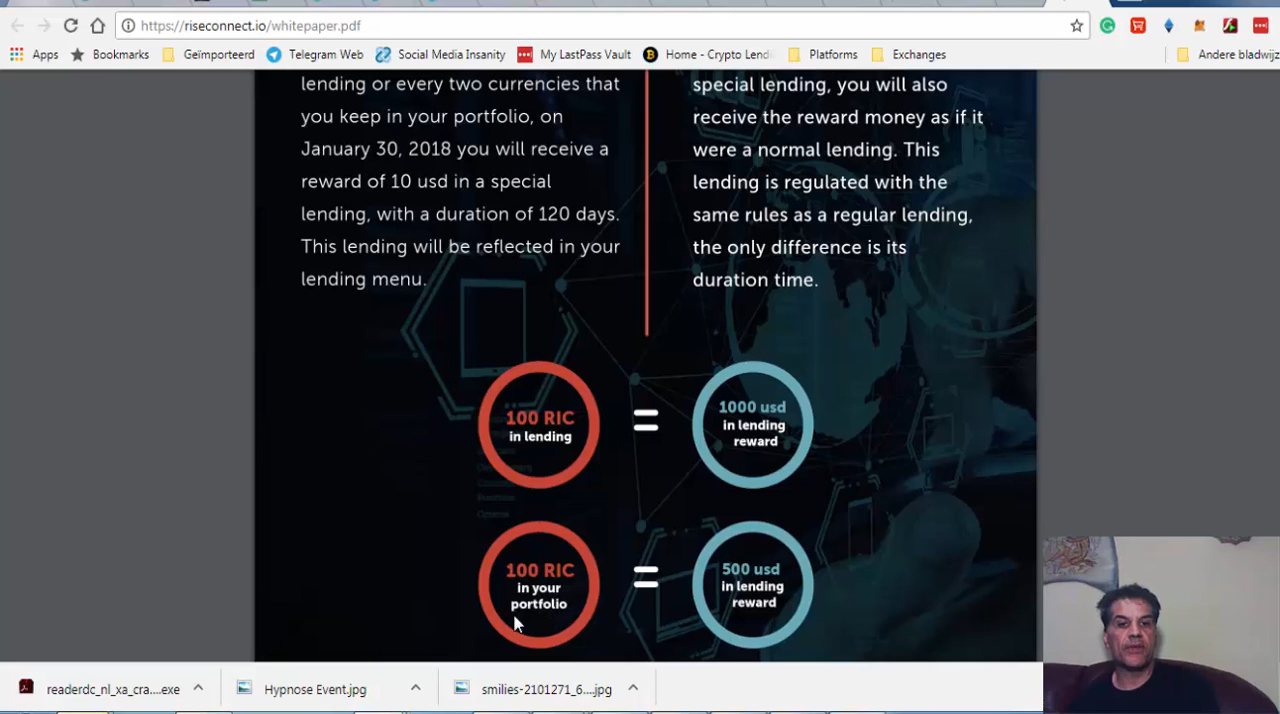 https://riseconnect.io/whitepaper.pdf
Apps
Bookmarks
Geïmporteerd
Telegram Web
Social Media Insanity
My LastPass Vault
Home - Crypto Lendi
Platforms
Exchanges
Andere bladwijz
lending or every two currencies that
you keep in your portfolio, on
January 30, 2018 you will receive a
reward of 10 usd in a special
lending, with a duration of 120 days.
This lending will be reflected in your
lending menu.
special lending, you will also
receive the reward money as if it
were a normal lending. This
lending is regulated with the
same rules as a regular lending,
the only difference is its
duration time.
100 RIC
in lending
=
1000 usd
in lending
reward
100 RIC
in your
portfolio
=
500 usd
in lending
reward
readerdc_nl_xa_cra....exe
Hypnose Event.jpg
smilies-2101271_6....jpg